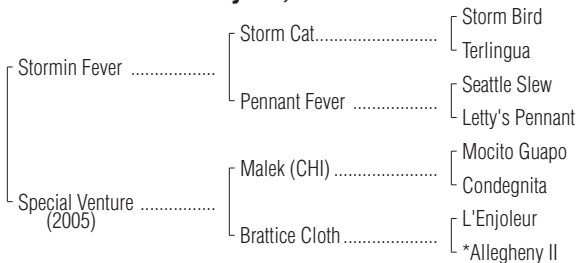 Storm Bird
Storm Cat
Terlingua
Stormin Fever
Seattle Slew
Pennant Fever
Letty's Pennant
Mocito Guapo
Malek (CHI)
Condegnita
Special Venture
(2005)
L'Enjoleur
Brattice Cloth
*Allegheny II